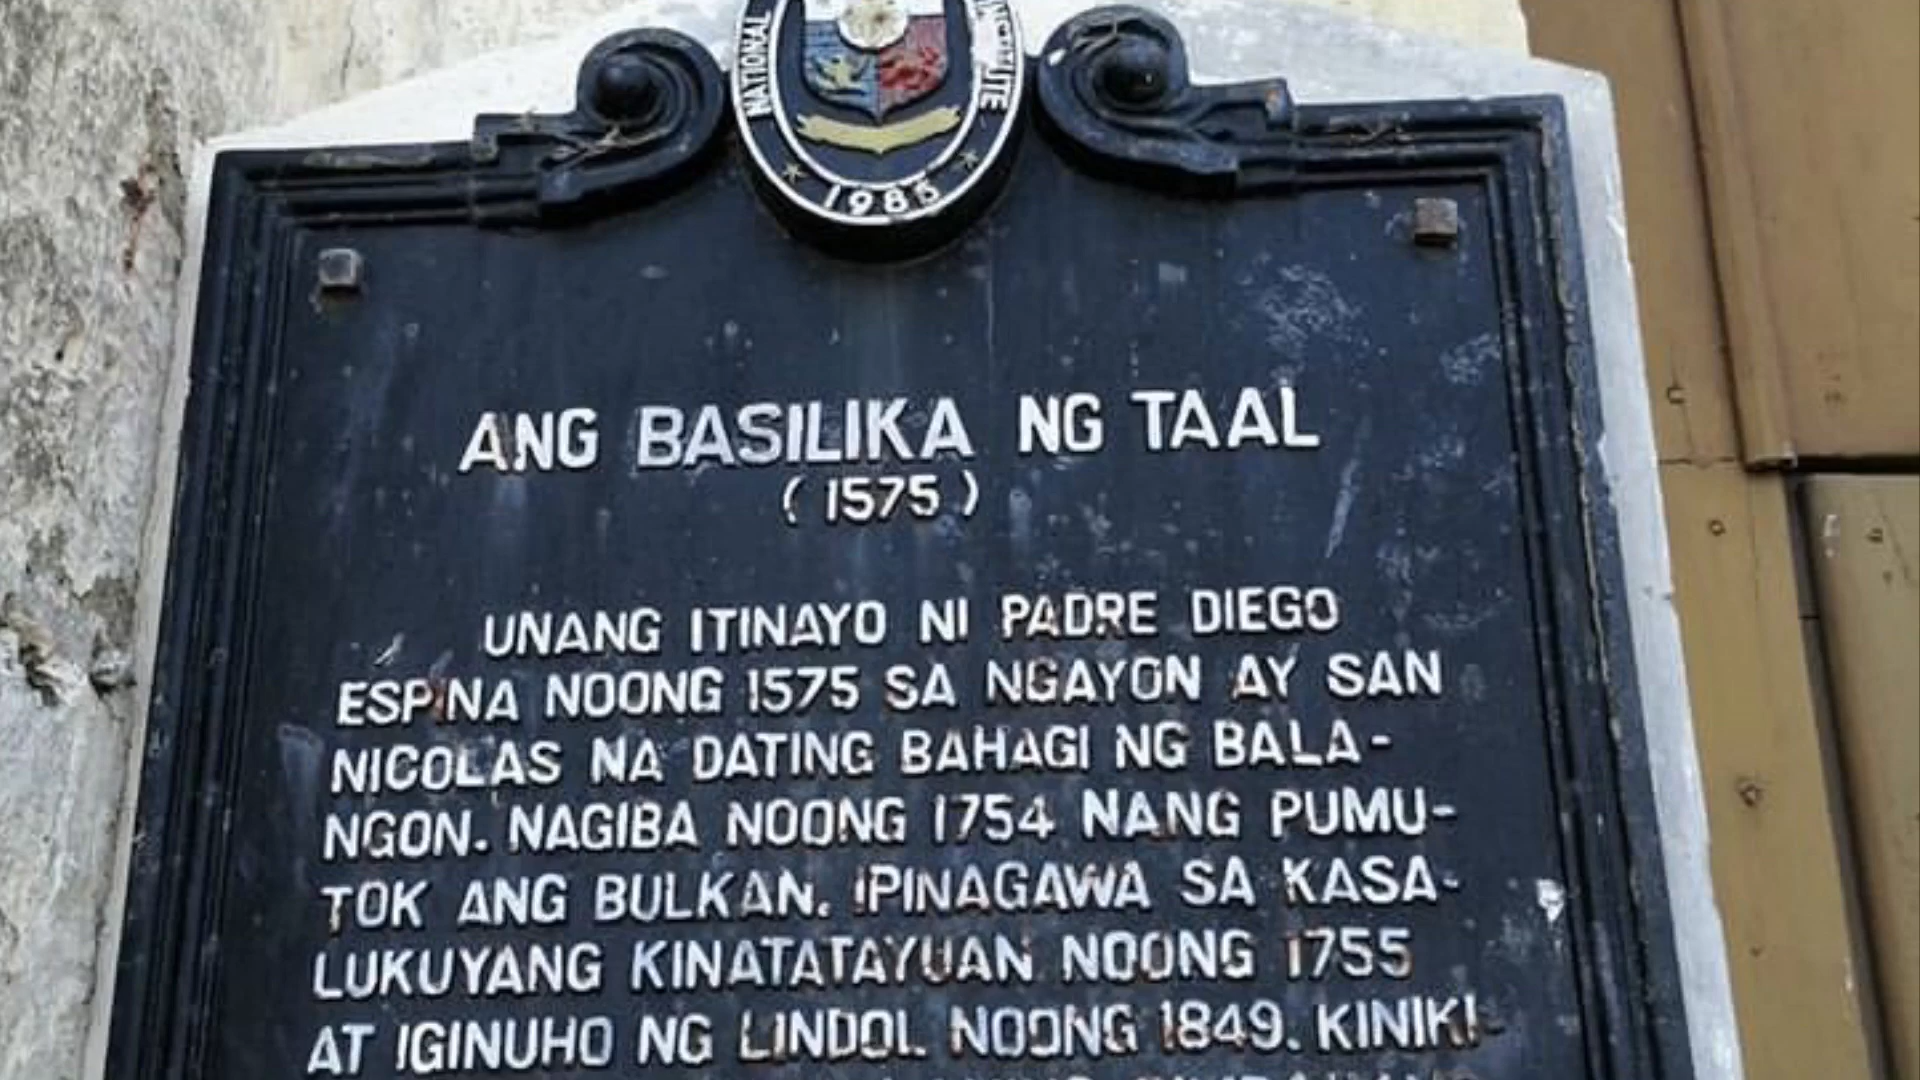 NATIONAL
1985
ANG BASILIKA NG TAAL
( 1575 )
UNANG ITINAYO NI PADRE DIEGO
ESPINA NOONG 1575 SA NGAYON AY SAN
NICOLAS NA DATING BAHAGI NG BALA-
NGON. NAGIBA NOONG 1754 NANG PUMU-
TOK ANG BULKAN. IPINAGAWA SA KASA-
LUKUYANG KINATATAYUAN NOONG 1755
AT IGINUHO NG LINDOL NOONG 1849. KINIKI-